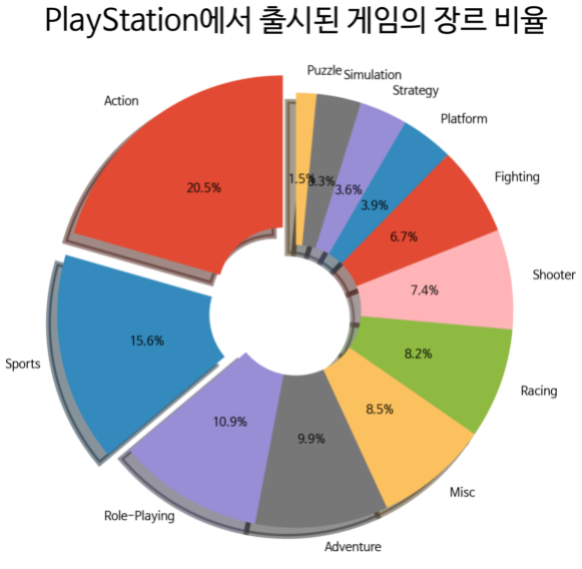 PlayStation에서 출시된 게임의 장르 비율
Puzzle
Simulation
Strategy
Platform
Fighting
Shooter
Racing
Misc
Adventure
Role-Playing
Sports
Action
1.5%
3.3%
3.6%
3.9%
6.7%
7.4%
8.2%
8.5%
9.9%
10.9%
15.6%
20.5%